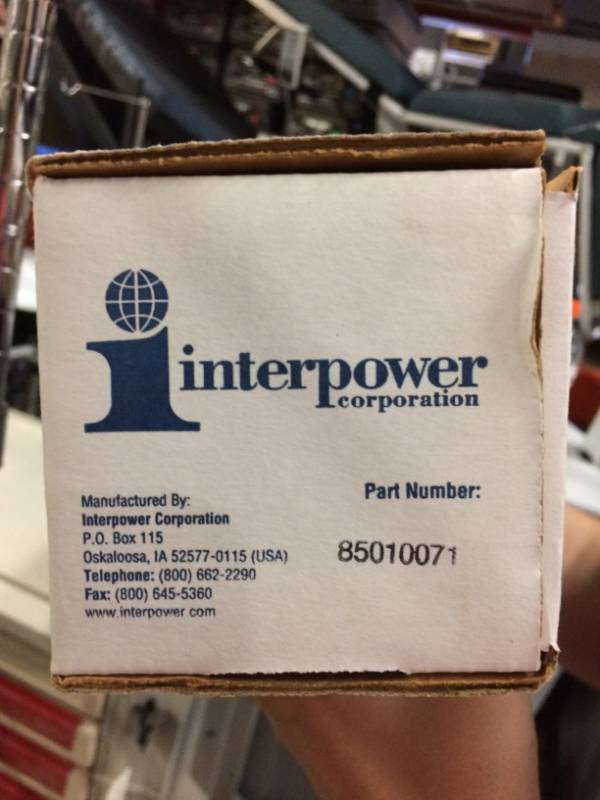 interpower
corporation
Manufactured By:
Interpower Corporation
P.O. Box 115
Oskaloosa, IA 52577-0115 (USA)
Telephone: (800) 662-2290
Fax: (800) 645-5360
www.interpower.com
Part Number:
85010071